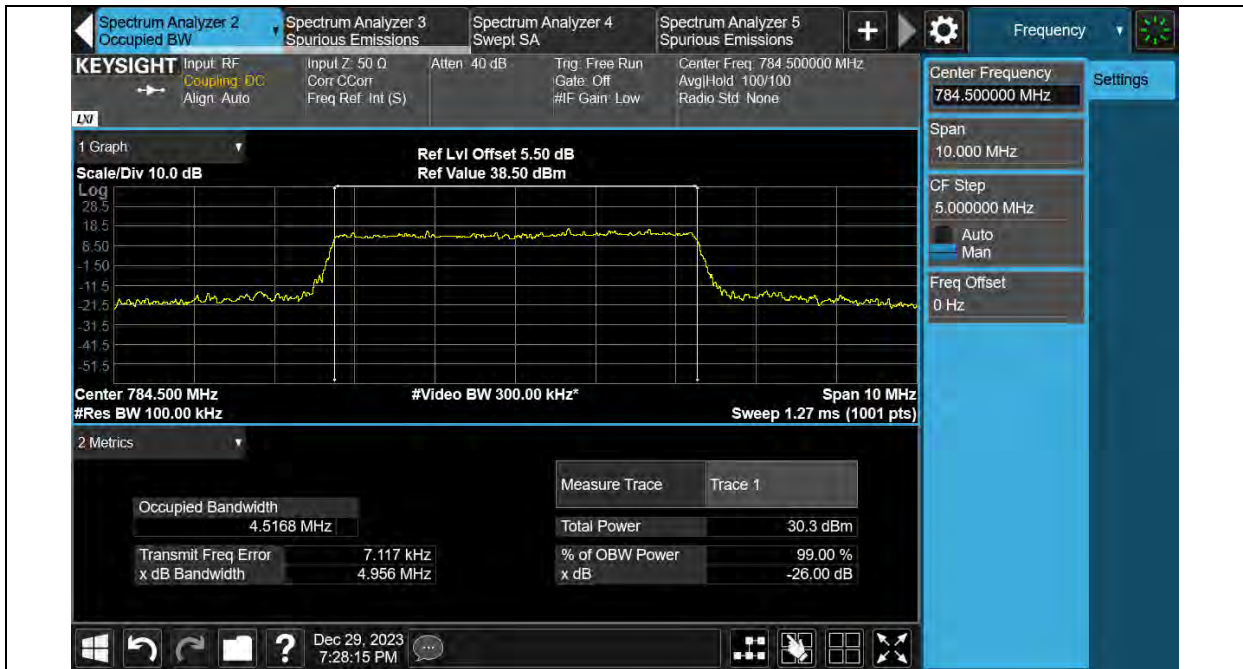 Spectrum Analyzer 2
Occupied BW
Spectrum Analyzer 3
Spurious Emissions
Spectrum Analyzer 4
Swept SA
Spectrum Analyzer 5
Spurious Emissions
+
Frequency
KEYSIGHT
LXI
Input: RF
Coupling: DC
Align: Auto
Input Z: 50 Ω
Corr CCorr
Freq Ref: Int (S)
Atten: 40 dB
Trig: Free Run
Gate: Off
#IF Gain: Low
Center Freq: 784.500000 MHz
Avg|Hold: 100/100
Radio Std: None
Center Frequency
784.500000 MHz
Settings
Span
10.000 MHz
CF Step
5.000000 MHz
Auto
Man
Freq Offset
0 Hz
1 Graph
Scale/Div 10.0 dB
Ref Lvl Offset 5.50 dB
Ref Value 38.50 dBm
Log
28.5
18.5
8.50
-1.50
-11.5
-21.5
-31.5
-41.5
-51.5
Center 784.500 MHz
#Video BW 300.00 kHz*
Span 10 MHz
#Res BW 100.00 kHz
Sweep 1.27 ms (1001 pts)
2 Metrics
Measure Trace Trace 1
Occupied Bandwidth
4.5168 MHz
Total Power 30.3 dBm
Transmit Freq Error 7.117 kHz
% of OBW Power 99.00 %
x dB Bandwidth 4.956 MHz
x dB -26.00 dB
?
Dec 29, 2023
7:28:15 PM